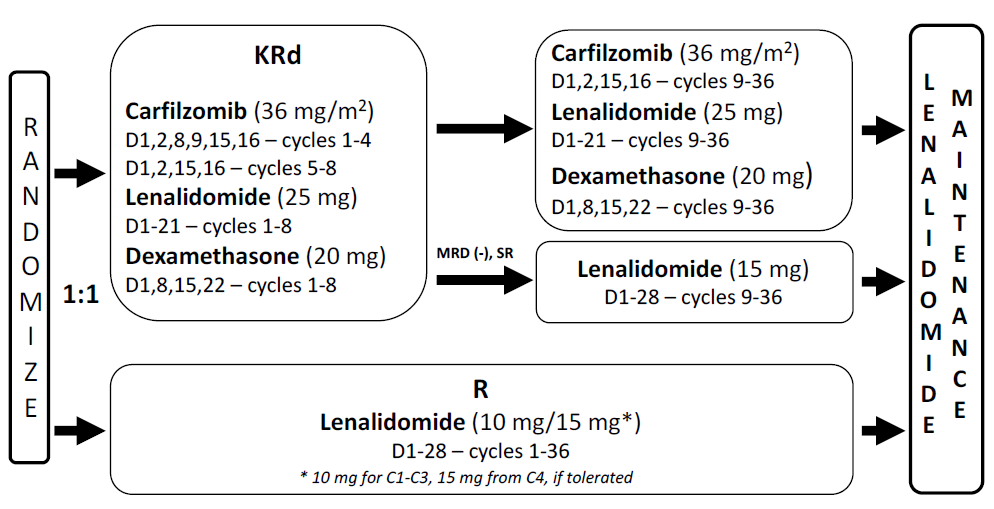 RANDOMIZE
1:1
KRd
Carfilzomib (36 mg/m²)
D1,2,8,9,15,16 – cycles 1-4
D1,2,15,16 – cycles 5-8
Lenalidomide (25 mg)
D1-21 – cycles 1-8
Dexamethasone (20 mg)
D1,8,15,22 – cycles 1-8
Carfilzomib (36 mg/m²)
D1,2,15,16 – cycles 9-36
Lenalidomide (25 mg)
D1-21 – cycles 9-36
Dexamethasone (20 mg)
D1,8,15,22 – cycles 9-36
MRD (-), SR
Lenalidomide (15 mg)
D1-28 – cycles 9-36
R
Lenalidomide (10 mg/15 mg*)
D1-28 – cycles 1-36
* 10 mg for C1-C3, 15 mg from C4, if tolerated
LENALIDOMIDE
MAINTENANCE